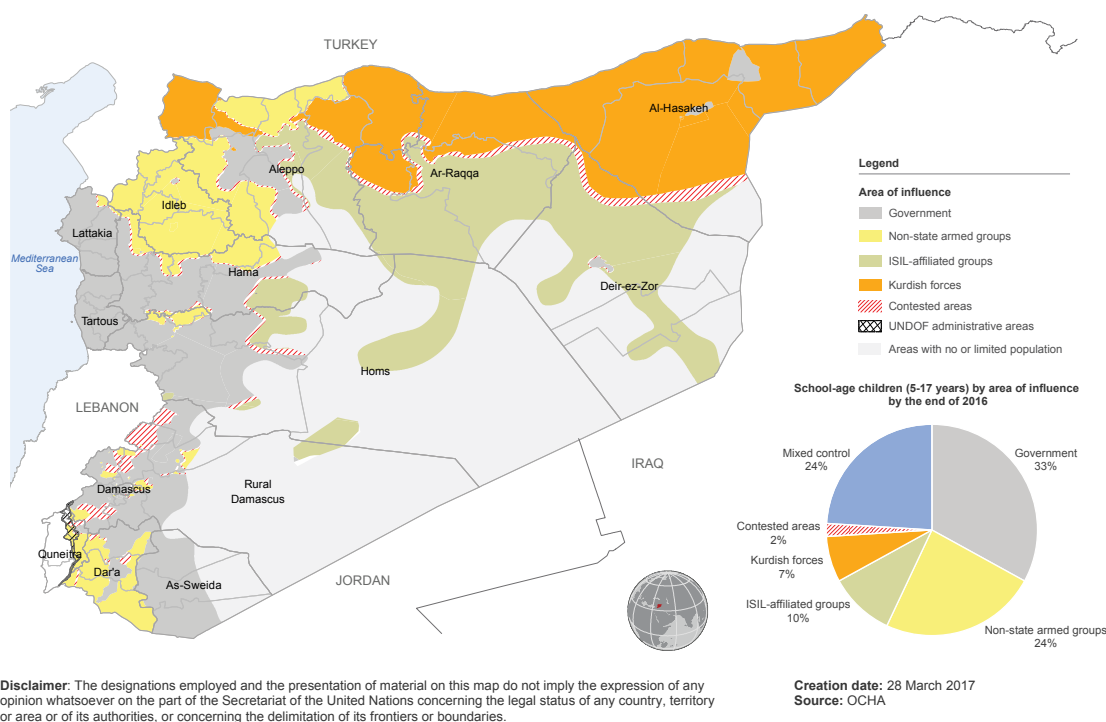 TURKEY
Al-Hasakeh
Aleppo
Ar-Raqqa
Idleb
Lattakia
Mediterranean
Sea
Hama
Deir-ez-Zor
Tartous
Homs
LEBANON
IRAQ
Rural
Damascus
Damascus
Quneitra
Dar'a
As-Sweida
JORDAN
Legend
Area of influence
Government
Non-state armed groups
ISIL-affiliated groups
Kurdish forces
Contested areas
UNDOF administrative areas
Areas with no or limited population
School-age children (5-17 years) by area of influence
by the end of 2016
Mixed control
24%
Government
33%
Contested areas
2%
Kurdish forces
7%
ISIL-affiliated groups
10%
Non-state armed groups
24%
Disclaimer: The designations employed and the presentation of material on this map do not imply the expression of any
opinion whatsoever on the part of the Secretariat of the United Nations concerning the legal status of any country, territory
or area or of its authorities, or concerning the delimitation of its frontiers or boundaries.
Creation date: 28 March 2017
Source: OCHA